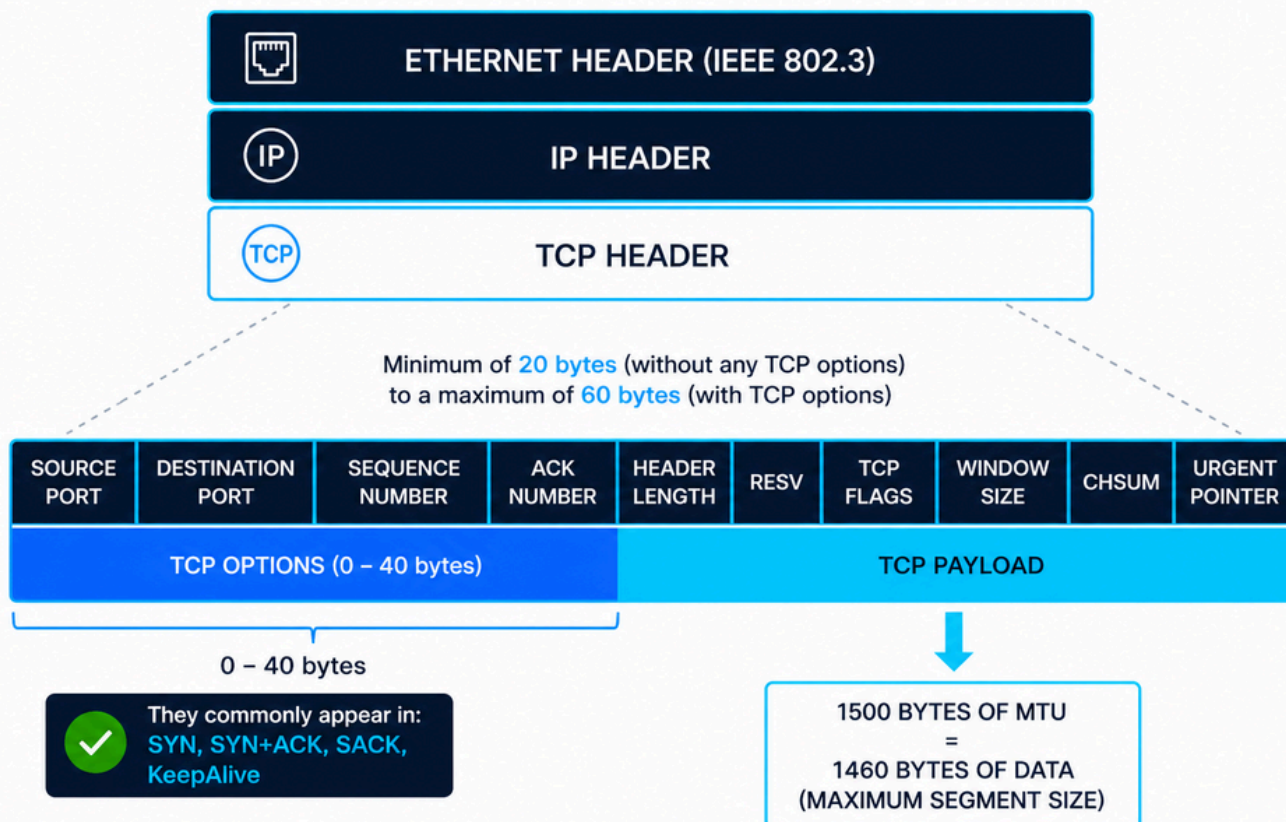 ETHERNET HEADER (IEEE 802.3)
IP
IP HEADER
TCP
TCP HEADER
Minimum of 20 bytes (without any TCP options)
to a maximum of 60 bytes (with TCP options)
SOURCE
PORT
DESTINATION
PORT
SEQUENCE
NUMBER
ACK
NUMBER
HEADER
LENGTH
RESV
TCP
FLAGS
WINDOW
SIZE
CHSUM
URGENT
POINTER
TCP OPTIONS (0 – 40 bytes)
TCP PAYLOAD
0 – 40 bytes
They commonly appear in:
SYN, SYN+ACK, SACK,
KeepAlive
1500 BYTES OF MTU
=
1460 BYTES OF DATA
(MAXIMUM SEGMENT SIZE)